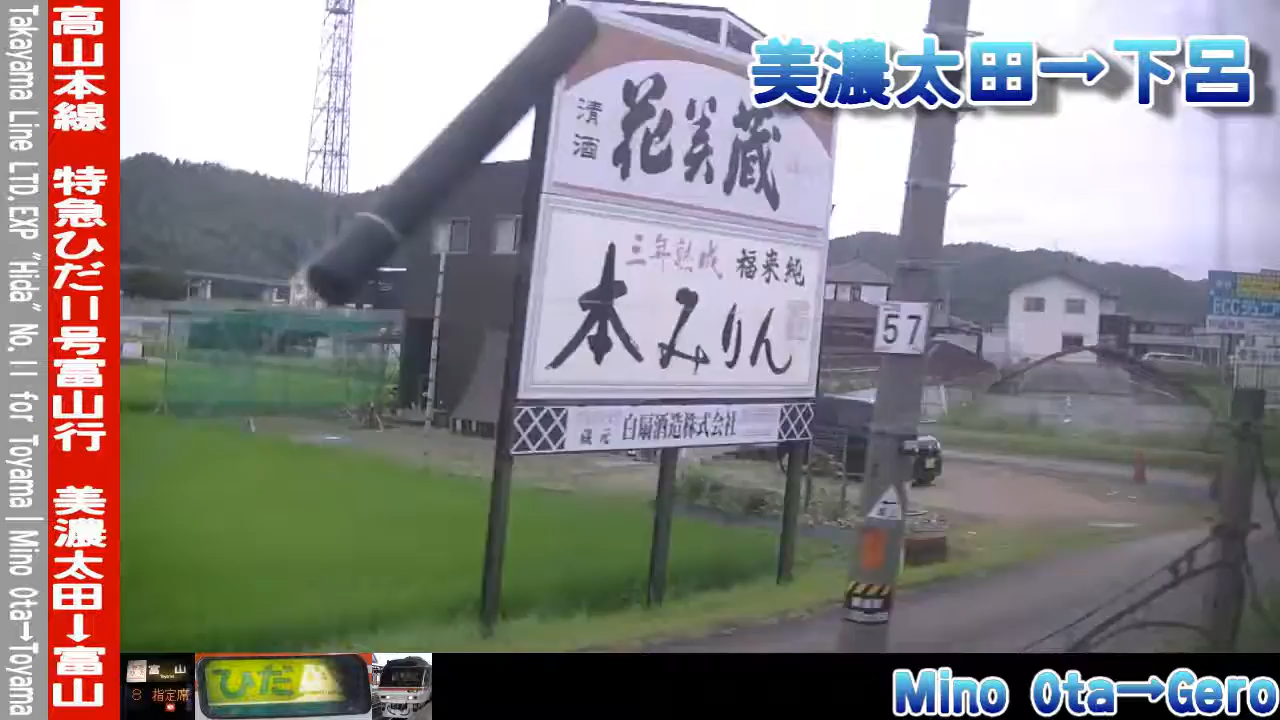 高山本線 特急ひだ11号富山行 美濃太田→富山
Takayama Line LTD.EXP "Hida" No.11 for Toyama | Mino Ota→Toyama
美濃太田→下呂
清酒
花美蔵
三年熟成 福来純
本みりん
蔵元 白扇酒造株式会社
57
富山
8 指定席
ひだ
Mino Ota→Gero